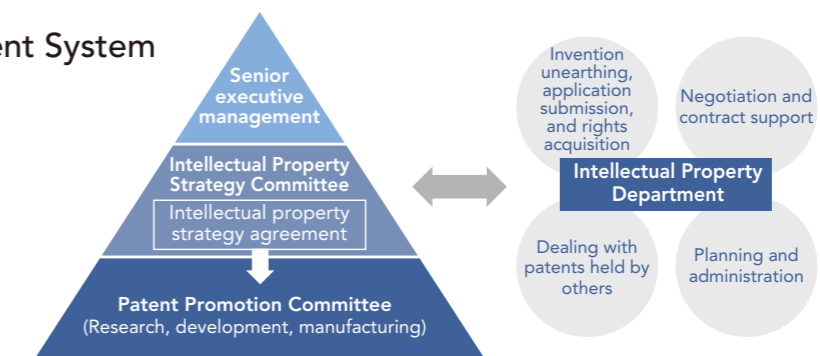 ent System
Senior
executive
management
Intellectual Property
Strategy Committee
Intellectual property
strategy agreement
Patent Promotion Committee
(Research, development, manufacturing)
Invention
unearthing,
application
submission,
and rights
acquisition
Negotiation and
contract support
Intellectual Property
Department
Dealing with
patents held by
others
Planning and
administration